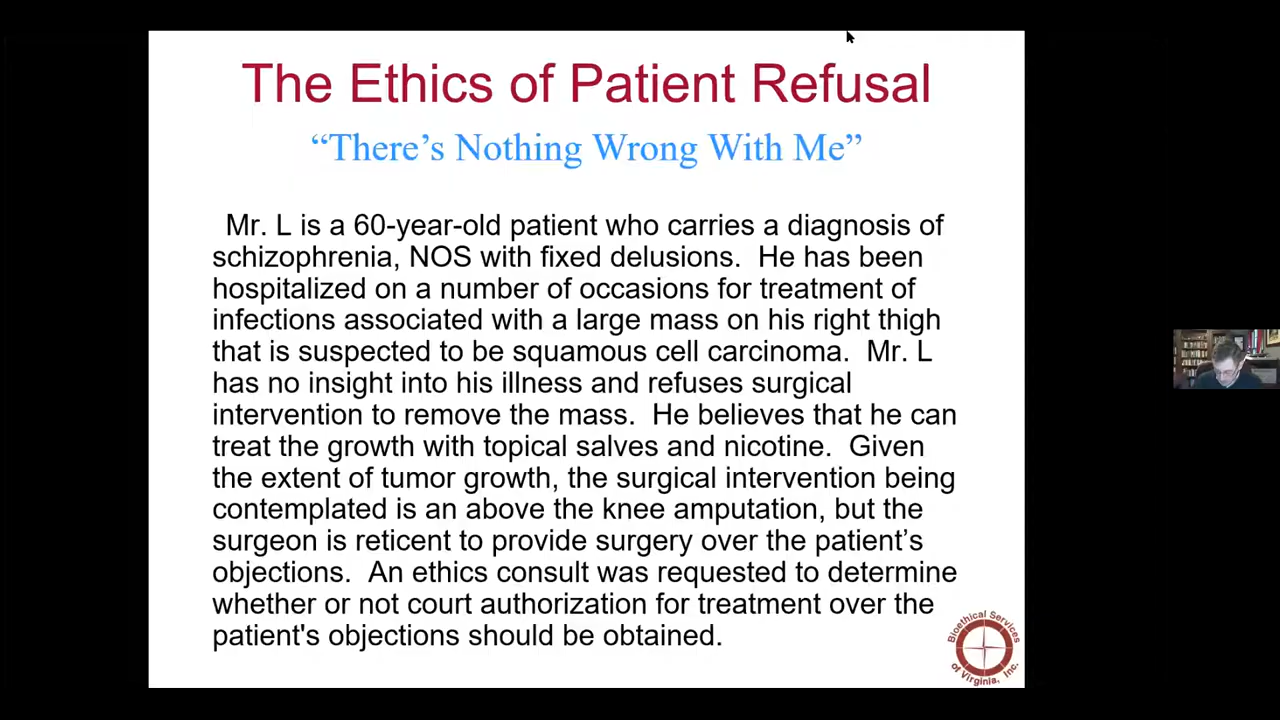 The Ethics of Patient Refusal
“There’s Nothing Wrong With Me”
Mr. L is a 60-year-old patient who carries a diagnosis of
schizophrenia, NOS with fixed delusions.  He has been
hospitalized on a number of occasions for treatment of
infections associated with a large mass on his right thigh
that is suspected to be squamous cell carcinoma.  Mr. L
has no insight into his illness and refuses surgical
intervention to remove the mass.  He believes that he can
treat the growth with topical salves and nicotine.  Given
the extent of tumor growth, the surgical intervention being
contemplated is an above the knee amputation, but the
surgeon is reticent to provide surgery over the patient’s
objections.  An ethics consult was requested to determine
whether or not court authorization for treatment over the
patient's objections should be obtained.
Bioethical Services
of Virginia, Inc.